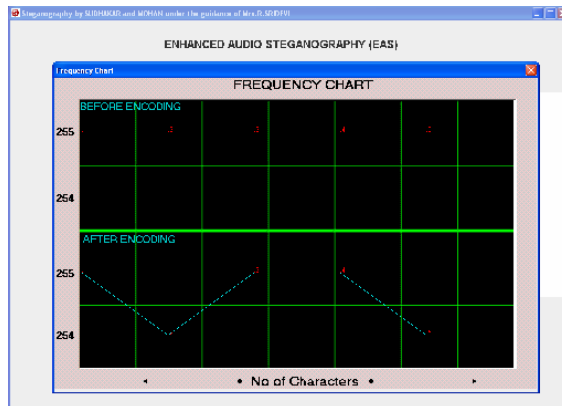 Steganography by SUDHAKAR and MOHAN under the guidance of Mrs.R.SRIDEVI
ENHANCED AUDIO STEGANOGRAPHY (EAS)
Frequency Chart
FREQUENCY CHART
BEFORE ENCODING
255
254
AFTER ENCODING
255
254
No of Characters